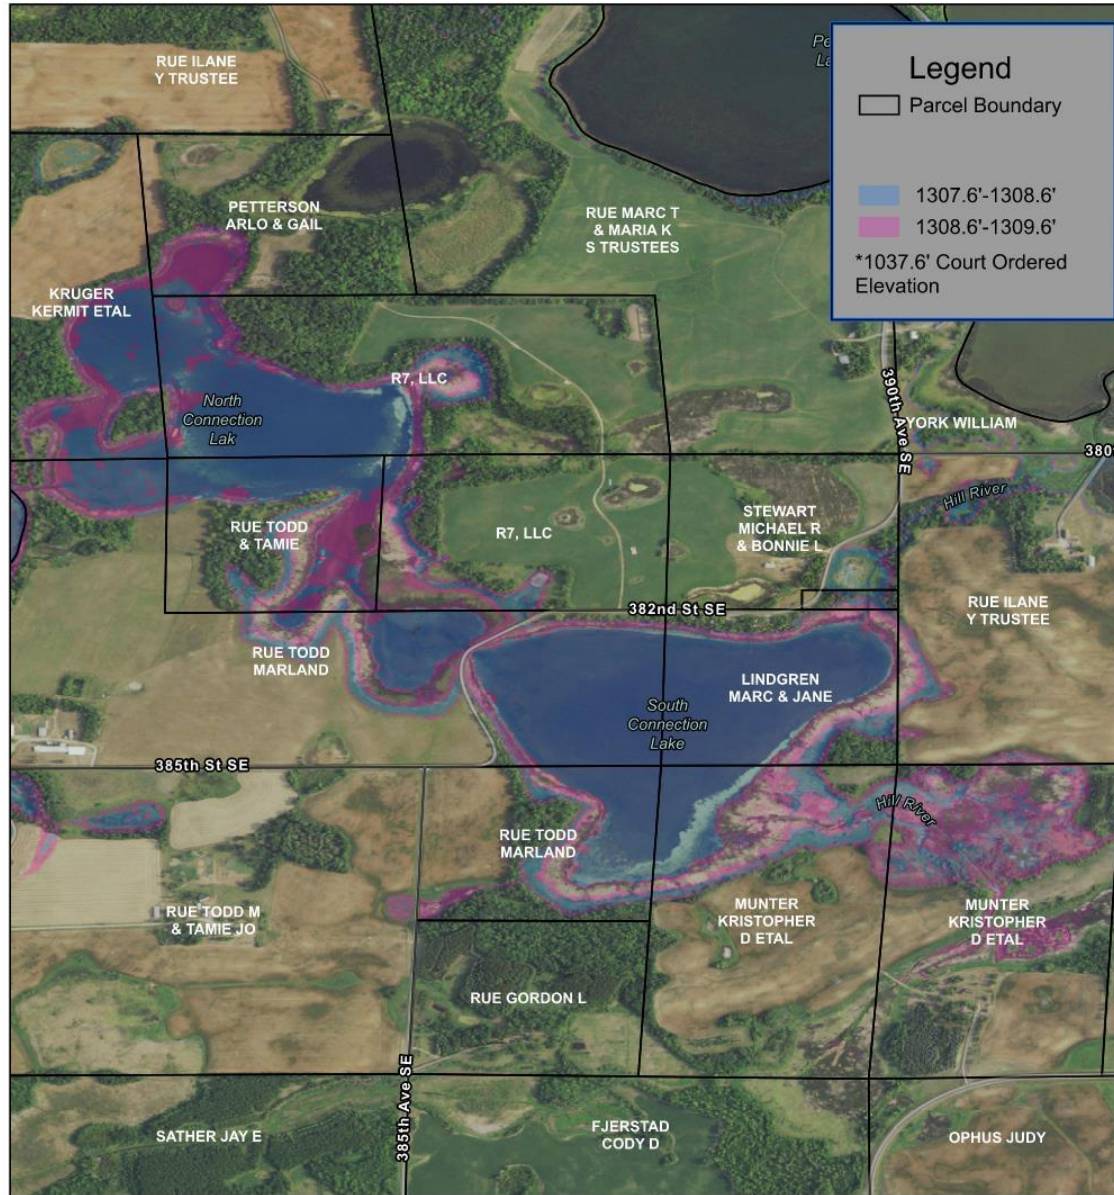 RUE ILANE
Y TRUSTEE
Legend
Parcel Boundary
1307.6'-1308.6'
1308.6'-1309.6'
*1037.6' Court Ordered
Elevation
PETTERSON
ARLO & GAIL
RUE MARC T
& MARIA K
S TRUSTEES
KRUGER
KERMIT ETAL
R7, LLC
North
Connection
Lak
390th Ave SE
YORK WILLIAM
380t
Hill River
RUE TODD
& TAMIE
R7, LLC
STEWART
MICHAEL R
& BONNIE L
382nd St SE
RUE ILANE
Y TRUSTEE
RUE TODD
MARLAND
LINDGREN
MARC & JANE
South
Connection
Lake
385th St SE
Hill River
RUE TODD
MARLAND
RUE TODD M
& TAMIE JO
MUNTER
KRISTOPHER
D ETAL
MUNTER
KRISTOPHER
D ETAL
RUE GORDON L
385th Ave SE
SATHER JAY E
FJERSTAD
CODY D
OPHUS JUDY